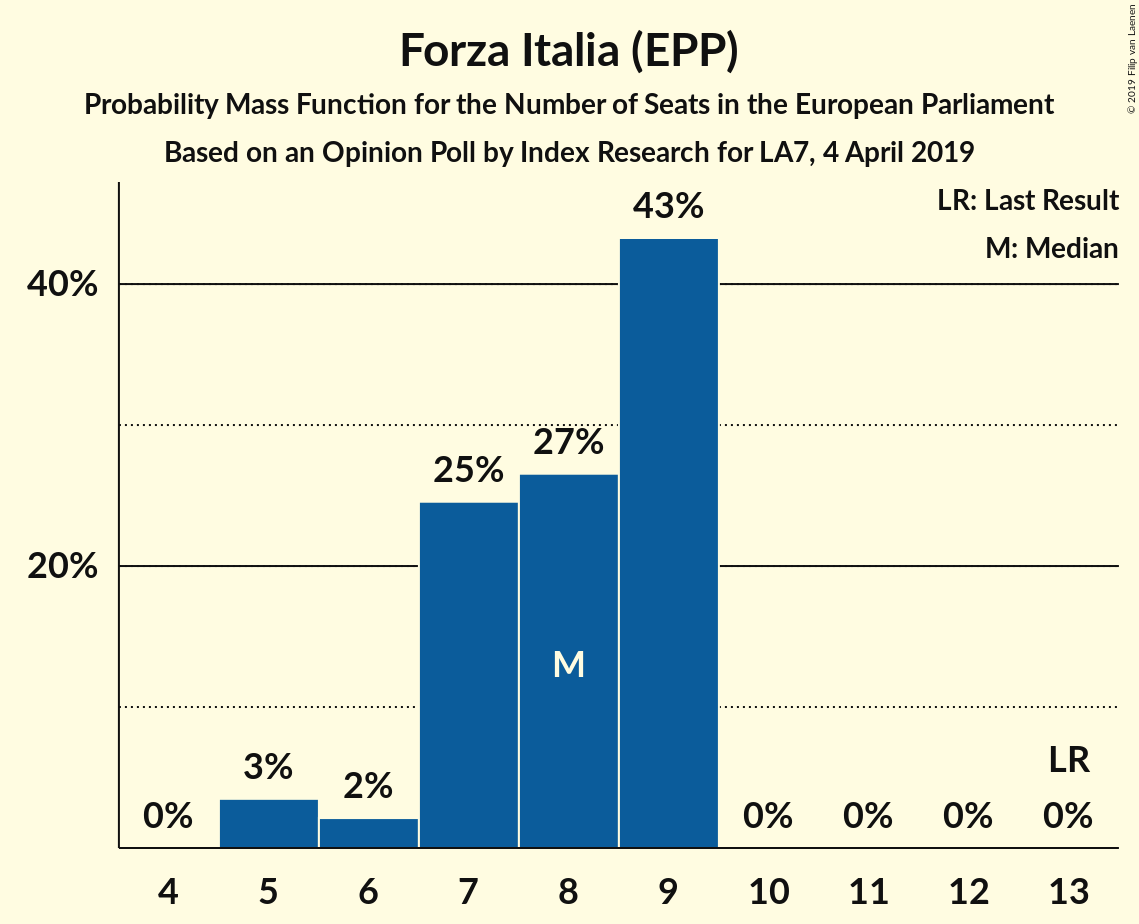 Forza Italia (EPP)
Probability Mass Function for the Number of Seats in the European Parliament
Based on an Opinion Poll by Index Research for LA7, 4 April 2019
© 2019 Filip van Laenen
LR: Last Result
M: Median
40%
20%
0%
3%
2%
25%
27%
43%
0%
0%
0%
0%
M
LR
4 5 6 7 8 9 10 11 12 13